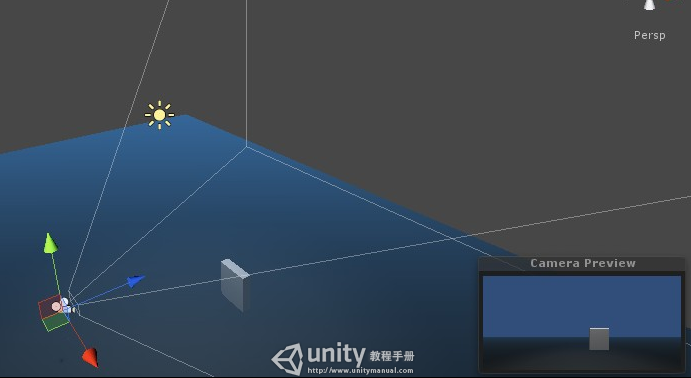 Persp
Camera Preview
unity 教程手册
http://www.unitymanual.com